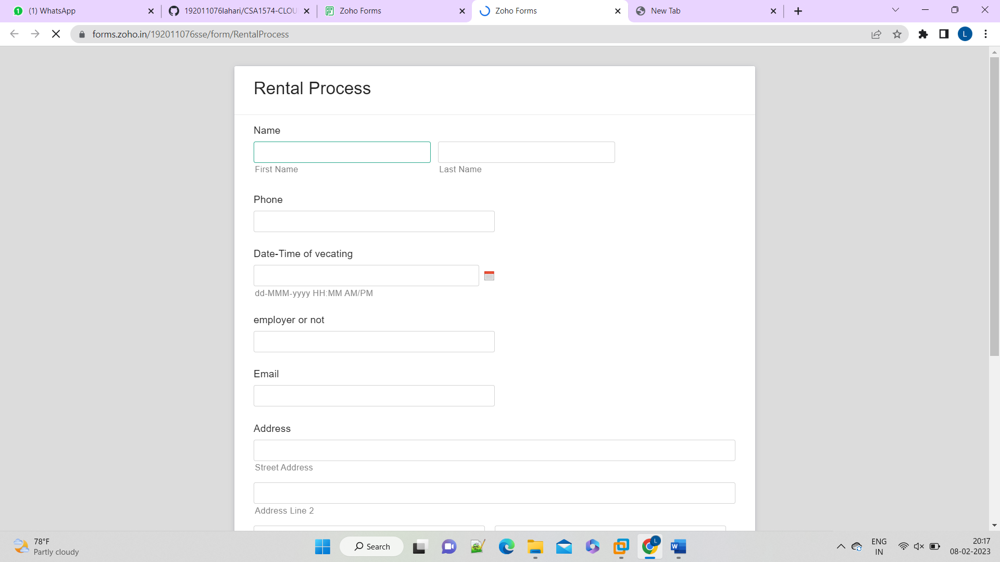 (1) WhatsApp
192011076lahari/CSA1574-CLOU
Zoho Forms
Zoho Forms
New Tab
forms.zoho.in/192011076sse/form/RentalProcess
L
Rental Process
Name
First Name
Last Name
Phone
Date-Time of vecating
dd-MMM-yyyy HH:MM AM/PM
employer or not
Email
Address
Street Address
Address Line 2
78°F
Partly cloudy
Search
L
W
ENG
IN
20:17
08-02-2023